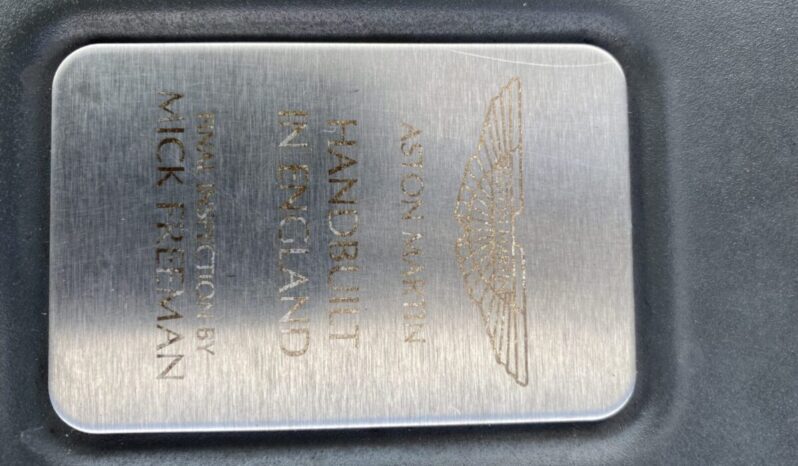 ASTON MARTIN
HANDBUILT
IN ENGLAND
FINAL INSPECTION BY
MICK FREEMAN